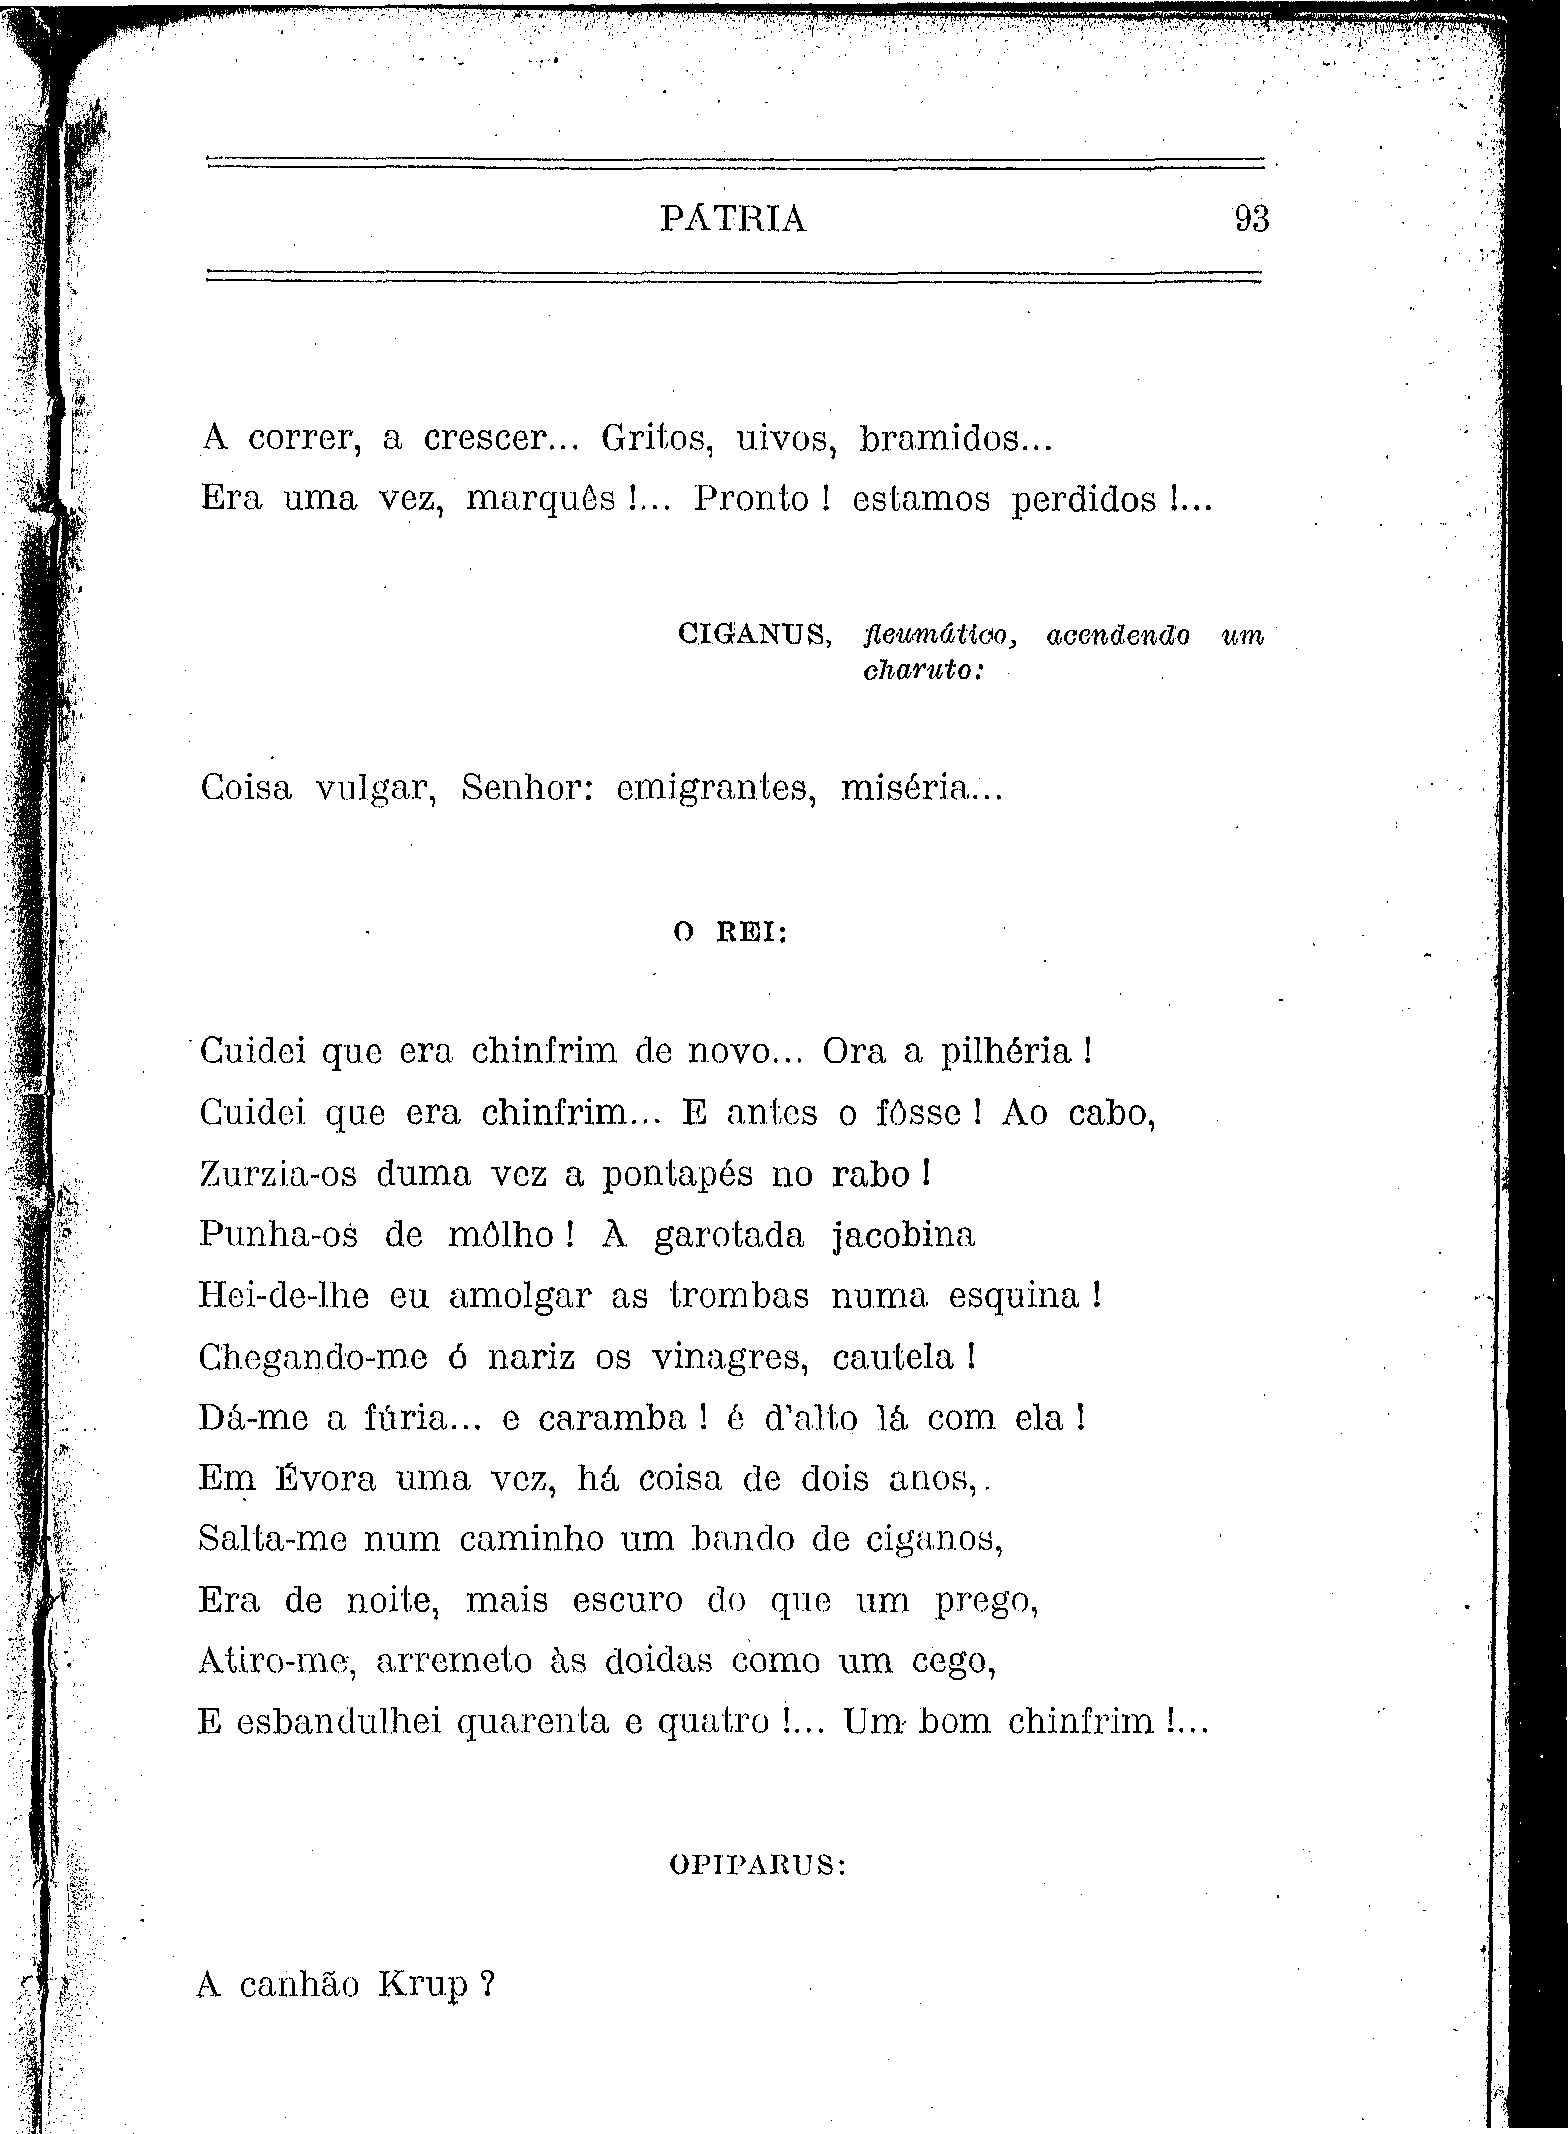 PÁTRIA 93
A correr, a crescer... Gritos, uivos, bramidos...
Era uma vez, marquês !... Pronto ! estamos perdidos !...
CIGANUS, fleumático, acendendo um
charuto:
Coisa vulgar, Senhor: emigrantes, miséria...
O REI:
Cuidei que era chinfrim de novo... Ora a pilhéria !
Cuidei que era chinfrim... E antes o fôsse ! Ao cabo,
Zurzia-os duma vez a pontapés no rabo !
Punha-os de môlho ! À garotada jacobina
Hei-de-lhe eu amolgar as trombas numa esquina !
Chegando-me ó nariz os vinagres, cautela !
Dá-me a fúria... e caramba ! é d'alto lá com ela !
Em Évora uma vez, há coisa de dois anos,
Salta-me num caminho um bando de ciganos,
Era de noite, mais escuro do que um prego,
Atiro-me, arremeto às doidas como um cego,
E esbandulhei quarenta e quatro !... Um bom chinfrim !...
OPIPARUS:
A canhão Krup ?